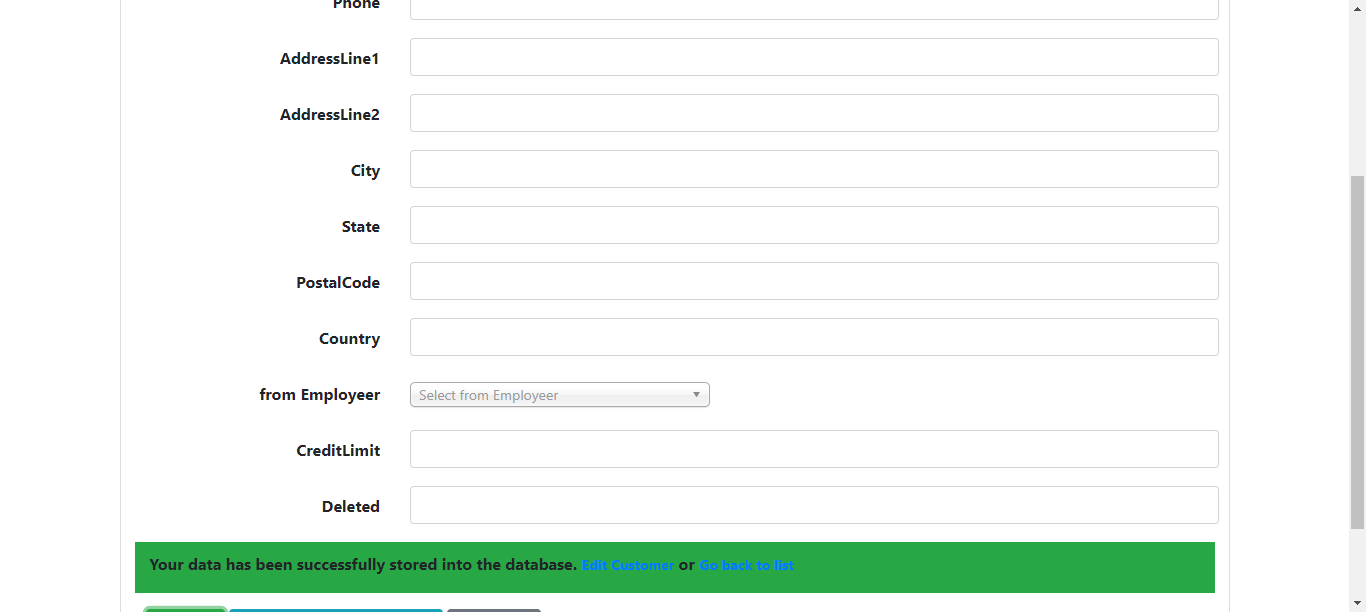 Phone
AddressLine1
AddressLine2
City
State
PostalCode
Country
from Employeer Select from Employeer
CreditLimit
Deleted
Your data has been successfully stored into the database. Edit Customer or Go back to list